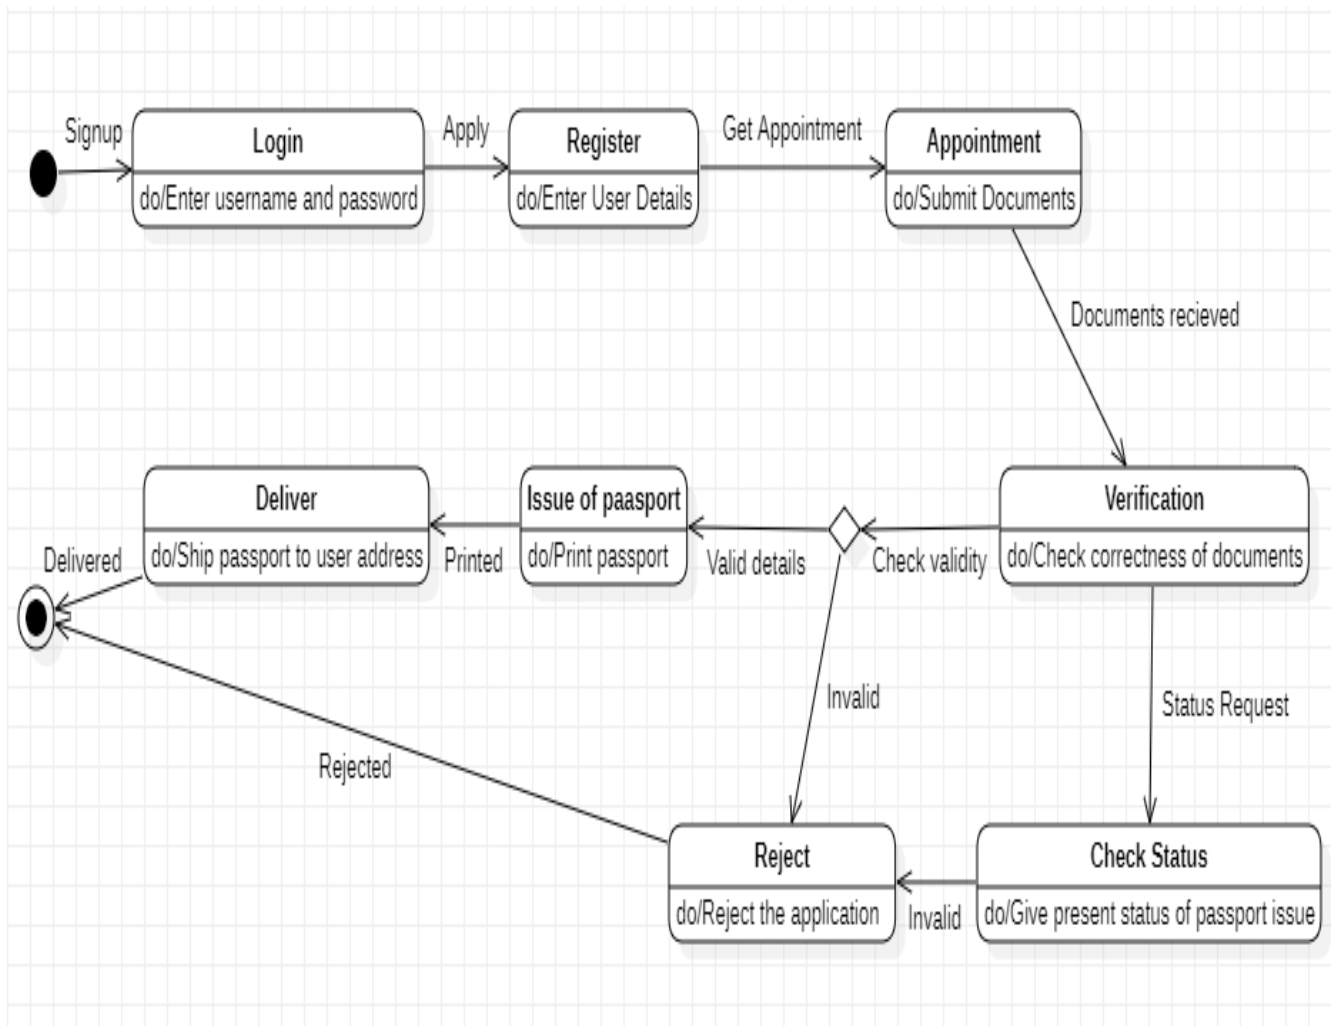 Signup
Login
do/Enter username and password
Apply
Register
do/Enter User Details
Get Appointment
Appointment
do/Submit Documents
Documents recieved
Verification
do/Check correctness of documents
Check validity
Valid details
Issue of paasport
do/Print passport
Printed
Deliver
do/Ship passport to user address
Delivered
Invalid
Status Request
Rejected
Reject
do/Reject the application
Invalid
Check Status
do/Give present status of passport issue